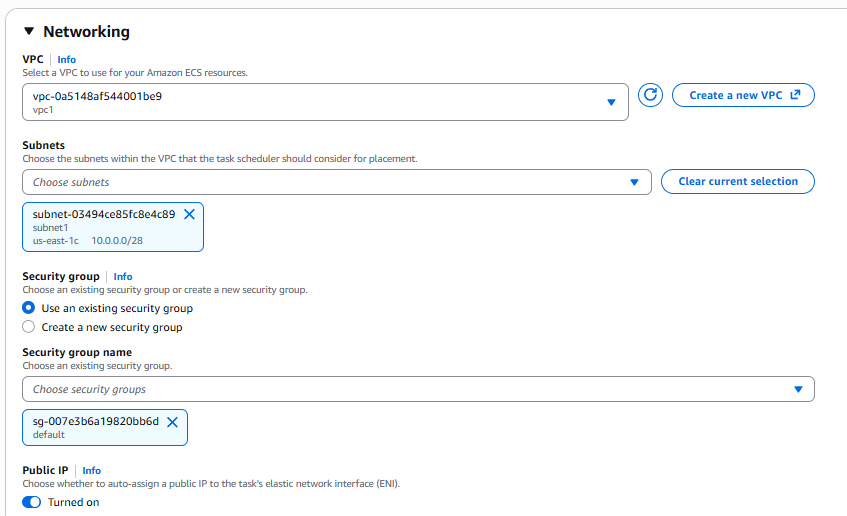 Networking
VPC Info
Select a VPC to use for your Amazon ECS resources.
vpc-0a5148af544001be9
vpc1
Create a new VPC
Subnets
Choose the subnets within the VPC that the task scheduler should consider for placement.
Choose subnets
Clear current selection
subnet-03494ce85fc8e4c89
subnet1
us-east-1c 10.0.0.0/28
Security group Info
Choose an existing security group or create a new security group.
Use an existing security group
Create a new security group
Security group name
Choose an existing security group.
Choose security groups
sg-007e3b6a19820bb6d
default
Public IP Info
Choose whether to auto-assign a public IP to the task's elastic network interface (ENI).
Turned on